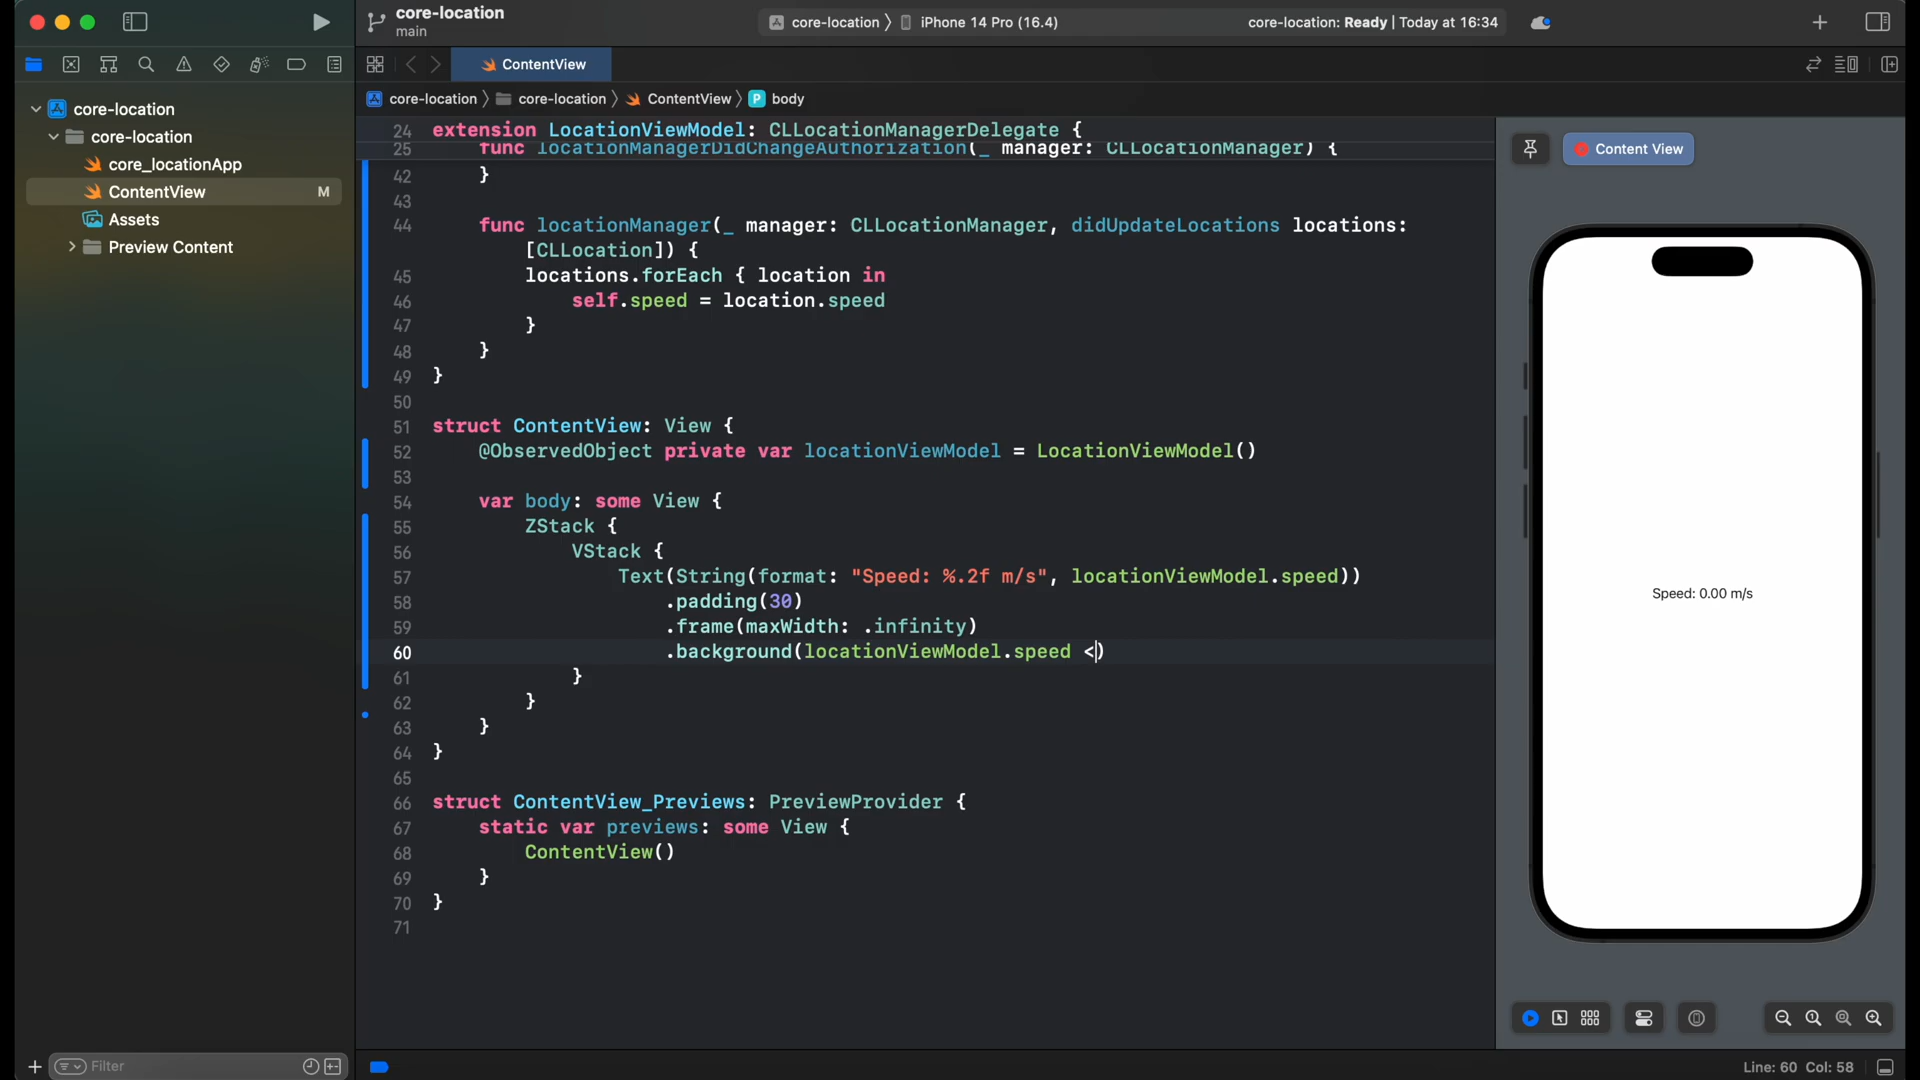 core-location
main
core-location
iPhone 14 Pro (16.4)
core-location: Ready | Today at 16:34
ContentView
core-location
core-location
ContentView
body
core-location
core-location
core_locationApp
ContentView
M
Assets
Preview Content
24 extension LocationViewModel: CLLocationManagerDelegate {
25 func locationManagerDidChangeAuthorization(_ manager: CLLocationManager) {
42 }
43
44 func locationManager(_ manager: CLLocationManager, didUpdateLocations locations:
[CLLocation]) {
45 locations.forEach { location in
46 self.speed = location.speed
47 }
48 }
49 }
50
51 struct ContentView: View {
52 @ObservedObject private var locationViewModel = LocationViewModel()
53
54 var body: some View {
55 ZStack {
56 VStack {
57 Text(String(format: "Speed: %.2f m/s", locationViewModel.speed))
58 .padding(30)
59 .frame(maxWidth: .infinity)
60 .background(locationViewModel.speed <)
61 }
62 }
63 }
64 }
65
66 struct ContentView_Previews: PreviewProvider {
67 static var previews: some View {
68 ContentView()
69 }
70 }
71
Content View
Speed: 0.00 m/s
Filter
Line: 60 Col: 58